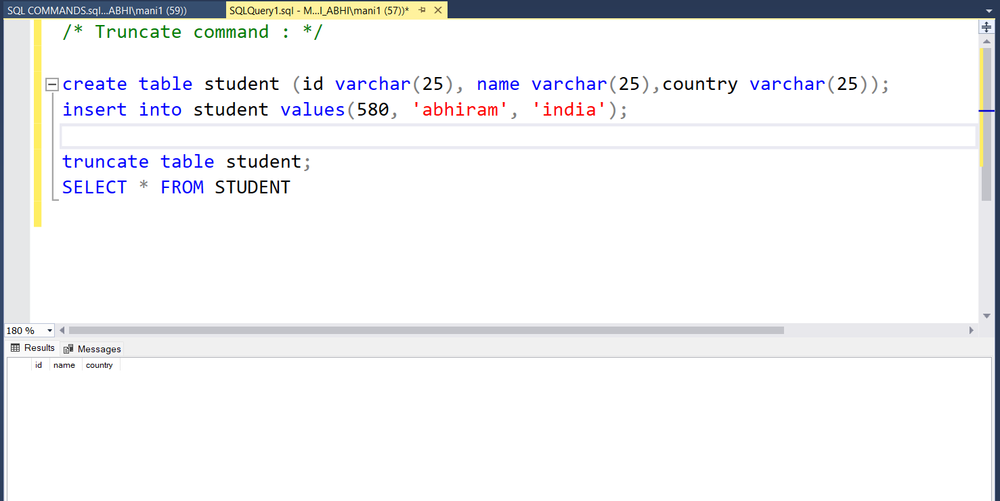 SQL COMMANDS.sql...ABHI\mani1 (59))
SQLQuery1.sql - M...I_ABHI\mani1 (57))*
/* Truncate command : */
create table student (id varchar(25), name varchar(25),country varchar(25));
insert into student values(580, 'abhiram', 'india');
truncate table student;
SELECT * FROM STUDENT
180 %
Results
Messages
id name country